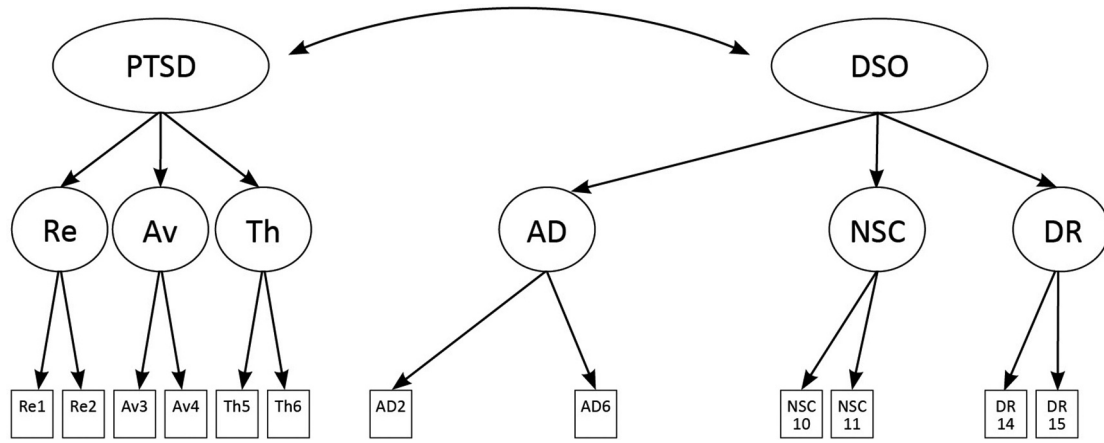 PTSD
DSO
Re
Av
Th
AD
NSC
DR
Re1
Re2
Av3
Av4
Th5
Th6
AD2
AD6
NSC
10
NSC
11
DR
14
DR
15